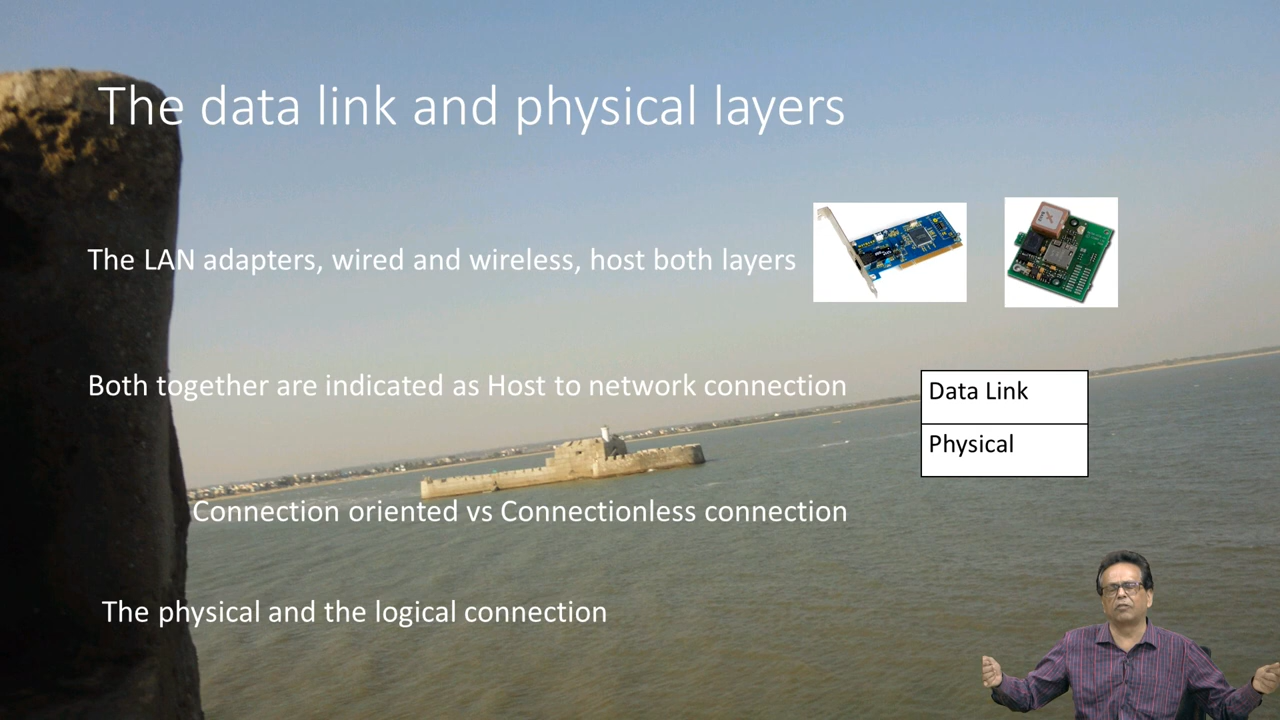 The data link and physical layers
The LAN adapters, wired and wireless, host both layers
Both together are indicated as Host to network connection
Data Link
Physical
Connection oriented vs Connectionless connection
The physical and the logical connection